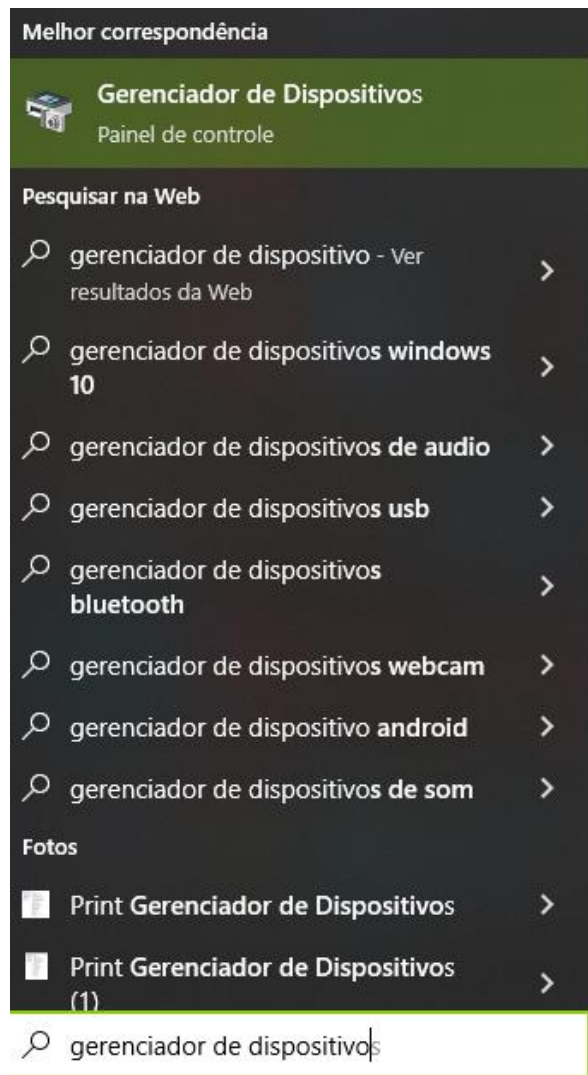 Melhor correspondência
Gerenciador de Dispositivos
Painel de controle
Pesquisar na Web
gerenciador de dispositivo - Ver
resultados da Web
gerenciador de dispositivos windows
10
gerenciador de dispositivos de audio
gerenciador de dispositivos usb
gerenciador de dispositivos
bluetooth
gerenciador de dispositivos webcam
gerenciador de dispositivo android
gerenciador de dispositivos de som
Fotos
Print Gerenciador de Dispositivos
Print Gerenciador de Dispositivos
(1)
gerenciador de dispositivos